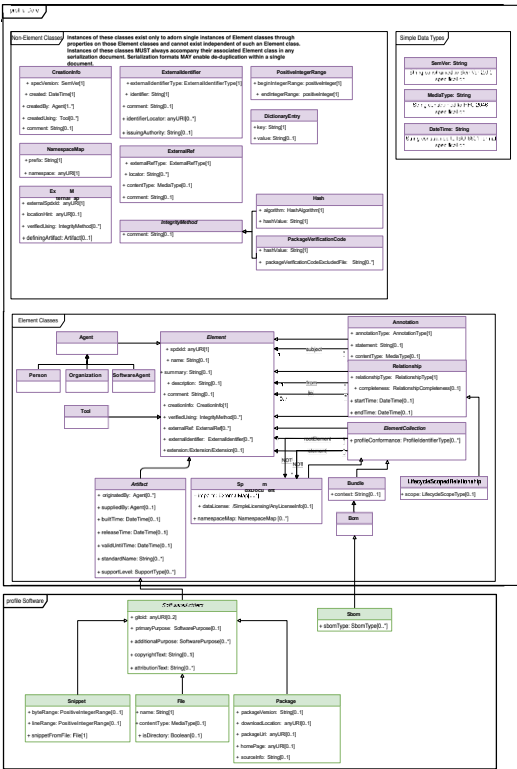 Non-Element Classes
Instances of these classes exist only to adorn single instances of Element classes through
properties on those Element classes and cannot exist independent of such an Element class.
Instances of these classes MUST always accompany their associated Element class in any
serialization document. Serialization formats MAY enable de-duplication within a single
document.
CreationInfo
+ specVersion: SemVer[1]
+ created: DateTime[1]
+ createdBy: Agent[1..*]
+ createdUsing: Tool[0..*]
+ comment: String[0..1]
NamespaceMap
+ prefix: String[1]
+ namespace: anyURI[1]
+ externalSpdxId: anyURI[1]
+ locationHint: anyURI[0..1]
+ verifiedUsing: IntegrityMethod[0..*]
+ definingArtifact: Artifact[0..1]
ExternalIdentifier
+ externalIdentifierType: ExternalIdentifierType[1]
+ identifier: String[1]
+ comment: String[0..1]
+ identifierLocator: anyURI[0..*]
+ issuingAuthority: String[0..1]
ExternalRef
+ externalRefType: ExternalRefType[1]
+ locator: String[0..*]
+ contentType: MediaType[0..1]
+ comment: String[0..1]
IntegrityMethod
+ comment: String[0..1]
PositiveIntegerRange
+ beginIntegerRange: positiveInteger[1]
+ endIntegerRange: positiveInteger[1]
DictionaryEntry
+ key: String[1]
+ value: String[0..1]
Hash
+ algorithm: HashAlgorithm[1]
+ hashValue: String[1]
PackageVerificationCode
+ hashValue: String[1]
+ packageVerificationCodeExcludedFile: String[0..*]
Simple Data Types
SemVer: String
MediaType: String
DateTime: String
Element Classes
Agent
Person
Organization
SoftwareAgent
Tool
Element
+ spdxId: anyURI[1]
+ name: String[0..1]
+ summary: String[0..1]
+ description: String[0..1]
+ comment: String[0..1]
+ creationInfo: CreationInfo[1]
+ verifiedUsing: IntegrityMethod[0..*]
+ externalRef: ExternalRef[0..*]
+ externalIdentifier: ExternalIdentifier[0..*]
+ extension:Extension/Extension[0..*]
subject
Annotation
+ annotationType: AnnotationType[1]
+ statement: String[0..1]
+ contentType: MediaType[0..1]
Relationship
+ relationshipType: RelationshipType[1]
+ completeness: RelationshipCompleteness[0..1]
+ startTime: DateTime[0..1]
+ endTime: DateTime[0..1]
ElementCollection
+ profileConformance: ProfileIdentifierType[0..*]
rootElement
element
NOT
NOT
Artifact
+ originatedBy: Agent[0..*]
+ suppliedBy: Agent[0..1]
+ builtTime: DateTime[0..1]
+ releaseTime: DateTime[0..1]
+ validUntilTime: DateTime[0..1]
+ standardName: String[0..*]
+ supportLevel: SupportType[0..*]
+ dataLicense: /SimpleLicensing/AnyLicenseInfo[0..1]
+ namespaceMap: NamespaceMap [0..*]
Bundle
+ context: String[0..1]
Bom
LifecycleScopedRelationship
+ scope: LifecycleScopeType[0..1]
profile Software
+ gitoid: anyURI[0..2]
+ primaryPurpose: SoftwarePurpose[0..1]
+ additionalPurpose: SoftwarePurpose[0..*]
+ copyrightText: String[0..1]
+ attributionText: String[0..*]
Sbom
+ sbomType: SbomType[0..*]
Snippet
+ byteRange: PositiveIntegerRange[0..1]
+ lineRange: PositiveIntegerRange[0..1]
+ snippetFromFile: File[1]
File
+ name: String[1]
+ contentType: MediaType[0..1]
+ isDirectory: Boolean[0..1]
Package
+ packageVersion: String[0..1]
+ downloadLocation: anyURI[0..1]
+ packageUrl: anyURI[0..1]
+ homePage: anyURI[0..1]
+ sourceInfo: String[0..1]